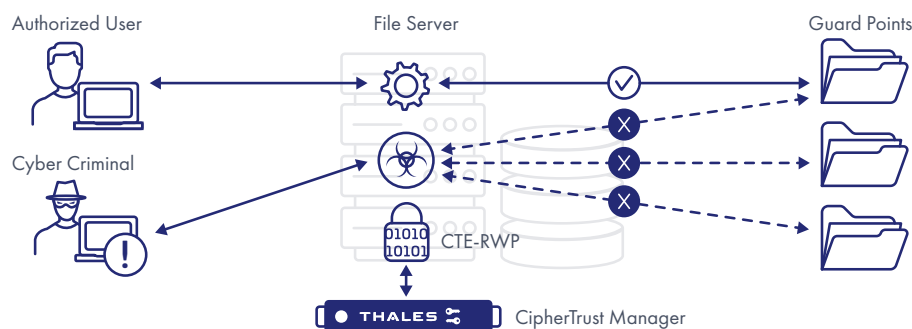 Authorized User
File Server
Guard Points
X
X
Cyber Criminal
X
!
01010
10101
CTE-RWP
THALES
CipherTrust Manager